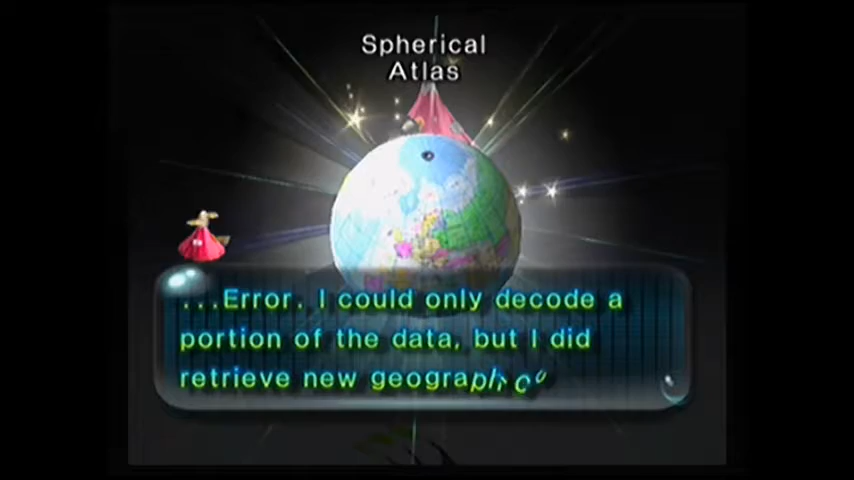 Spherical
Atlas
...Error. I could only decode a
portion of the data, but I did
retrieve new